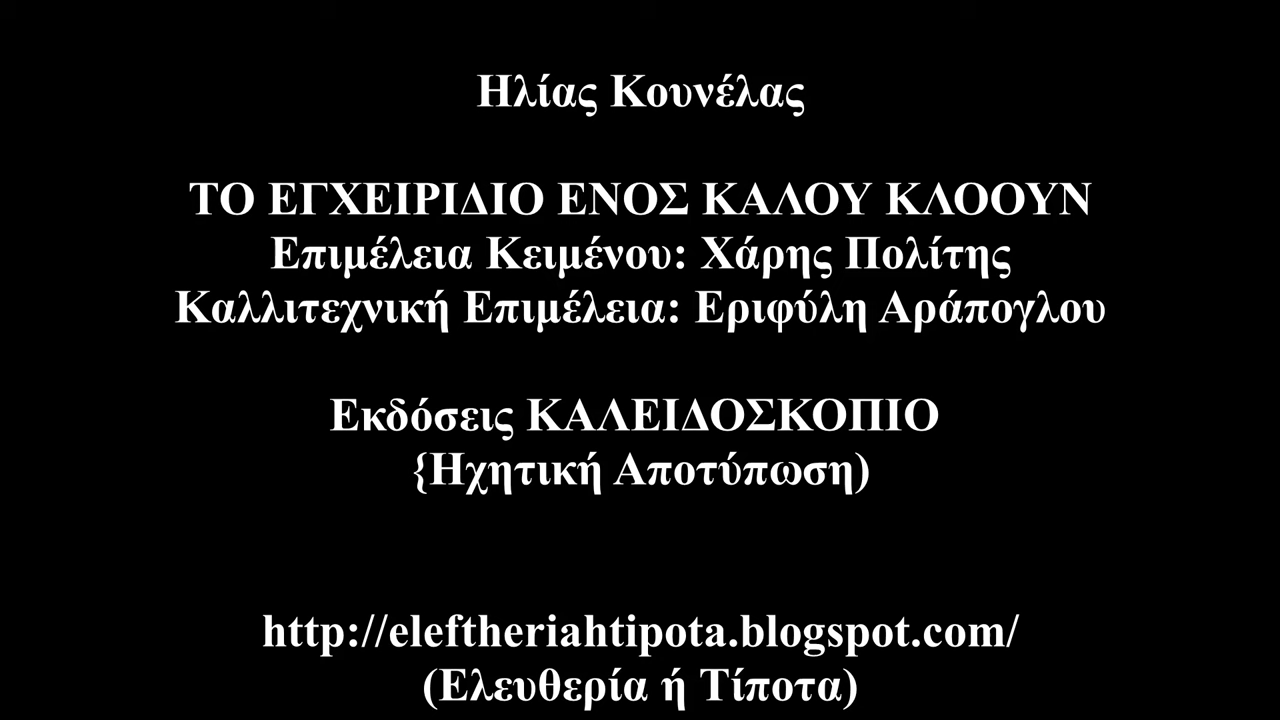 Ηλίας Κουνέλας
ΤΟ ΕΓΧΕΙΡΙΔΙΟ ΕΝΟΣ ΚΑΛΟΥ ΚΛΟΟΥΝ
Επιμέλεια Κειμένου: Χάρης Πολίτης
Καλλιτεχνική Επιμέλεια: Εριφύλη Αράπογλου
Εκδόσεις ΚΑΛΕΙΔΟΣΚΟΠΙΟ
{Ηχητική Αποτύπωση)
http://eleftheriahtipota.blogspot.com/
(Ελευθερία ή Τίποτα)